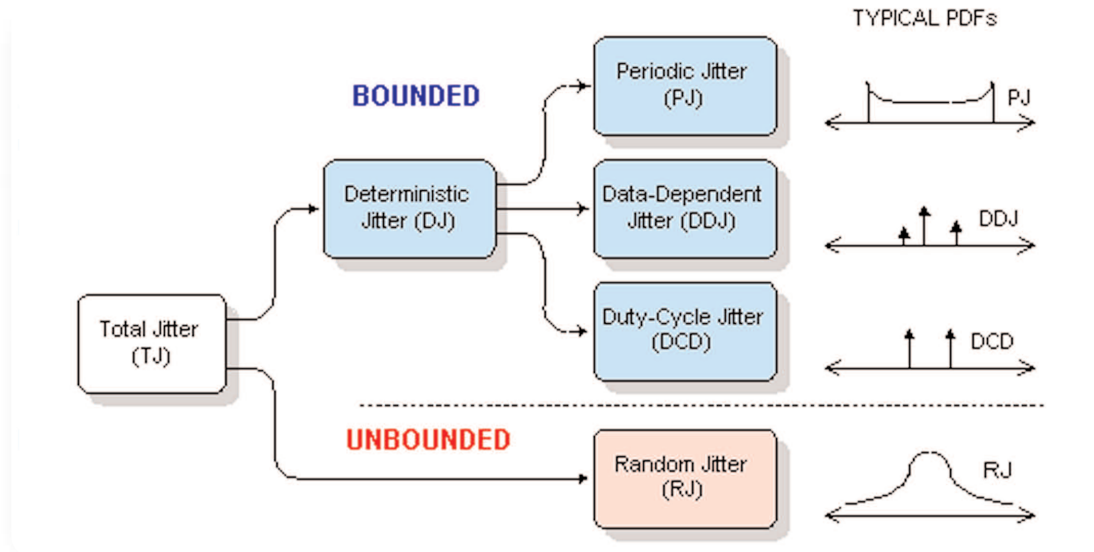 TYPICAL PDFs
BOUNDED
Periodic Jitter
(PJ)
PJ
Deterministic
Jitter (DJ)
Data-Dependent
Jitter (DDJ)
DDJ
Total Jitter
(TJ)
Duty-Cycle Jitter
(DCD)
DCD
UNBOUNDED
Random Jitter
(RJ)
RJ